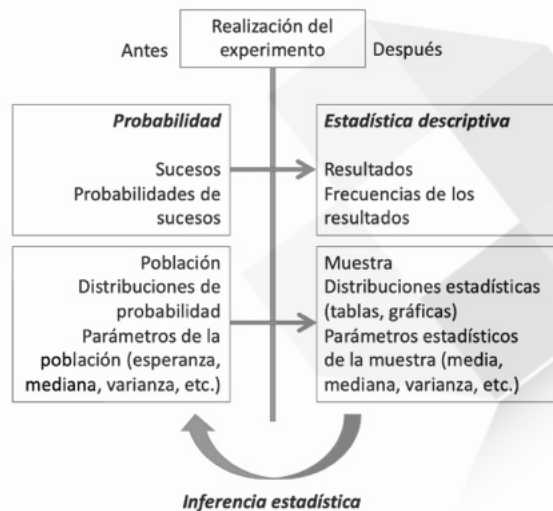 Realización del
experimento
Antes
Después
Probabilidad
Sucesos
Probabilidades de
sucesos
Estadística descriptiva
Resultados
Frecuencias de los
resultados
Población
Distribuciones de
probabilidad
Parámetros de la
población (esperanza,
mediana, varianza, etc.)
Muestra
Distribuciones estadísticas
(tablas, gráficas)
Parámetros estadísticos
de la muestra (media,
mediana, varianza, etc.)
Inferencia estadística